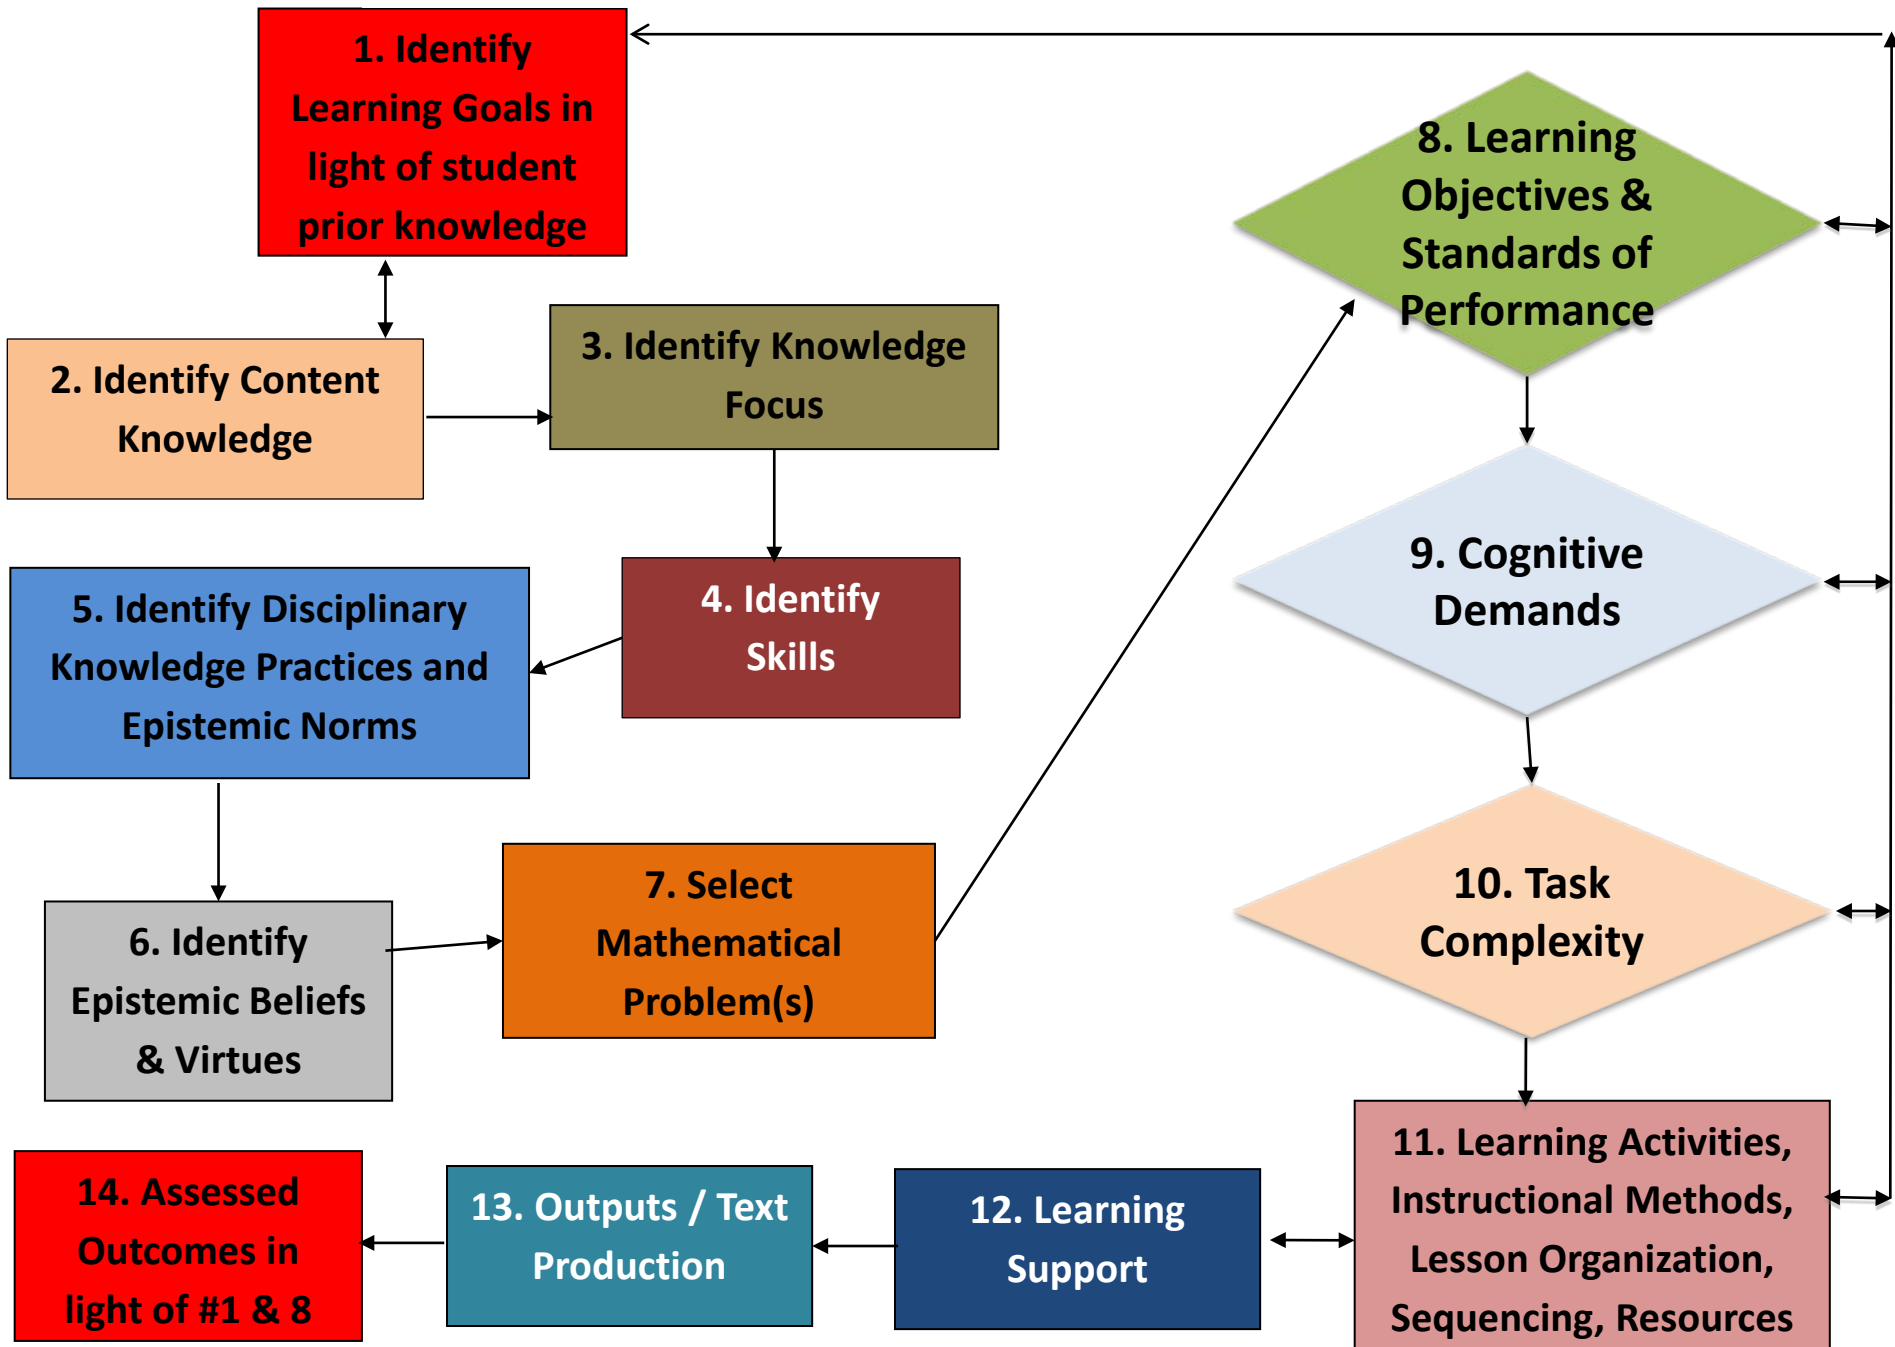 1. Identify
Learning Goals in
light of student
prior knowledge
2. Identify Content
Knowledge
3. Identify Knowledge
Focus
4. Identify
Skills
5. Identify Disciplinary
Knowledge Practices and
Epistemic Norms
6. Identify
Epistemic Beliefs
& Virtues
7. Select
Mathematical
Problem(s)
8. Learning
Objectives &
Standards of
Performance
9. Cognitive
Demands
10. Task
Complexity
11. Learning Activities,
Instructional Methods,
Lesson Organization,
Sequencing, Resources
12. Learning
Support
13. Outputs / Text
Production
14. Assessed
Outcomes in
light of #1 & 8